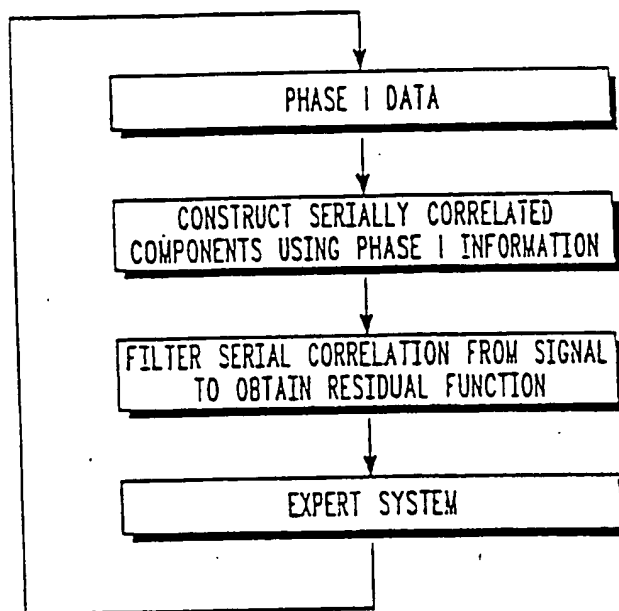 PHASE I DATA
CONSTRUCT SERIALLY CORRELATED
COMPONENTS USING PHASE I INFORMATION
FILTER SERIAL CORRELATION FROM SIGNAL
TO OBTAIN RESIDUAL FUNCTION
EXPERT SYSTEM